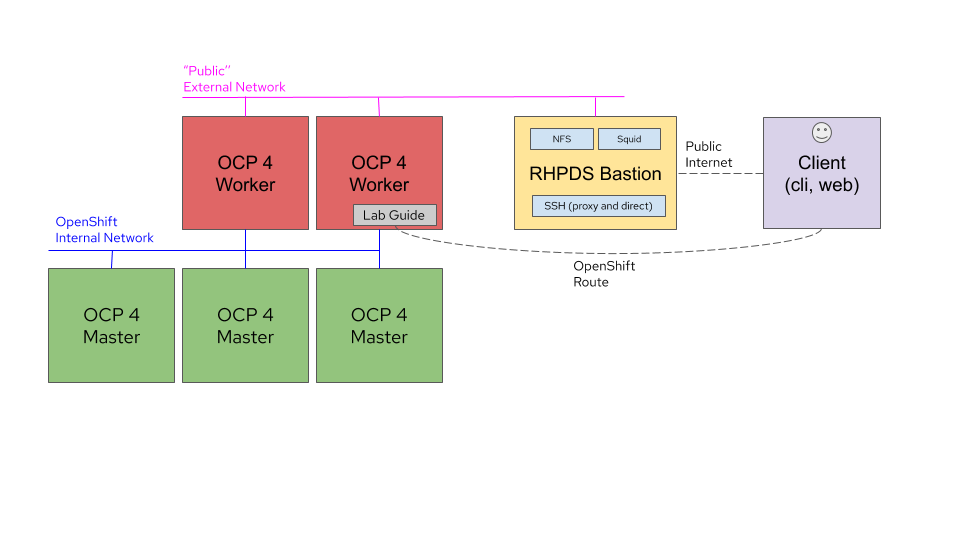 “Public”
External Network
OCP 4
Worker
OCP 4
Worker
Lab Guide
NFS
Squid
RHPDS Bastion
SSH (proxy and direct)
Public
Internet
Client
(cli, web)
OpenShift
Internal Network
OpenShift
Route
OCP 4
Master
OCP 4
Master
OCP 4
Master